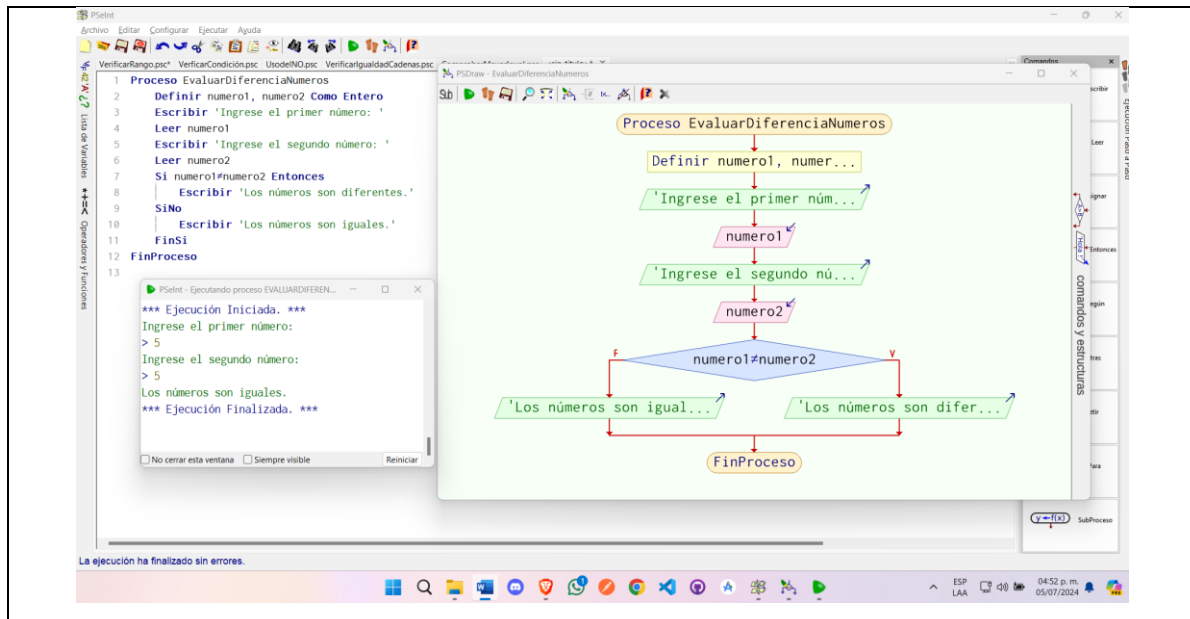 PSeInt
Archivo Editar Configurar Ejecutar Ayuda
VerificarRango.psc* VerficarCondición.psc UsodelNO.psc VerificarIgualdadCadenas.psc
Comandos
1 Proceso EvaluarDiferenciaNumeros
2 Definir numero1, numero2 Como Entero
3 Escribir 'Ingrese el primer número: '
4 Leer numero1
5 Escribir 'Ingrese el segundo número: '
6 Leer numero2
7 Si numero1≠numero2 Entonces
8 Escribir 'Los números son diferentes.'
9 SiNo
10 Escribir 'Los números son iguales.'
11 FinSi
12 FinProceso
13
Lista de Variables
Operadores y Funciones
PSeInt - Ejecutando proceso EVALUARDIFEREN...
*** Ejecución Iniciada. ***
Ingrese el primer número:
> 5
Ingrese el segundo número:
> 5
Los números son iguales.
*** Ejecución Finalizada. ***
No cerrar esta ventana Siempre visible Reiniciar
PSDraw - EvaluarDiferenciaNumeros
Sub
Proceso EvaluarDiferenciaNumeros
Definir numero1, numer...
'Ingrese el primer núm...
numero1
'Ingrese el segundo nú...
numero2
numero1≠numero2
F
V
'Los números son igual...
'Los números son difer...
FinProceso
comandos y estructuras
Leer
Entonces
y←f(x) SubProceso
La ejecución ha finalizado sin errores.
ESP
LAA
04:52 p. m.
05/07/2024